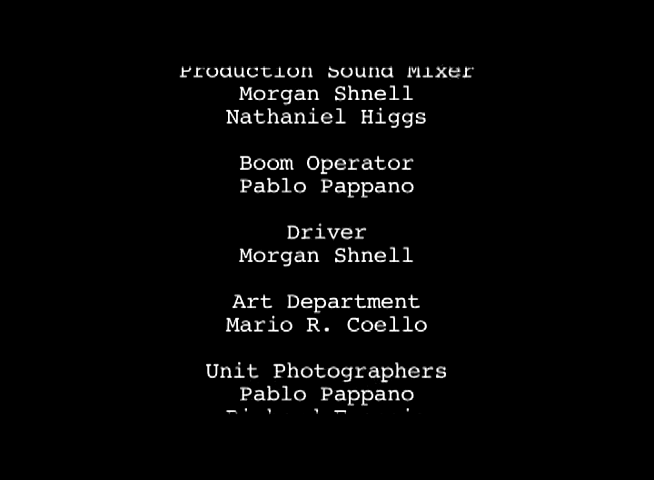 Production Sound Mixer
Morgan Shnell
Nathaniel Higgs
Boom Operator
Pablo Pappano
Driver
Morgan Shnell
Art Department
Mario R. Coello
Unit Photographers
Pablo Pappano